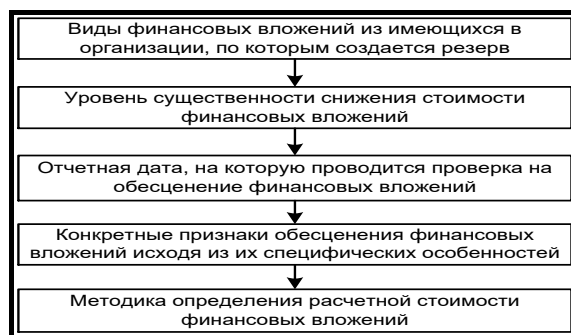 Виды финансовых вложений из имеющихся в
организации, по которым создается резерв
Уровень существенности снижения стоимости
финансовых вложений
Отчетная дата, на которую проводится проверка на
обесценение финансовых вложений
Конкретные признаки обесценения финансовых
вложений исходя из их специфических особенностей
Методика определения расчетной стоимости
финансовых вложений